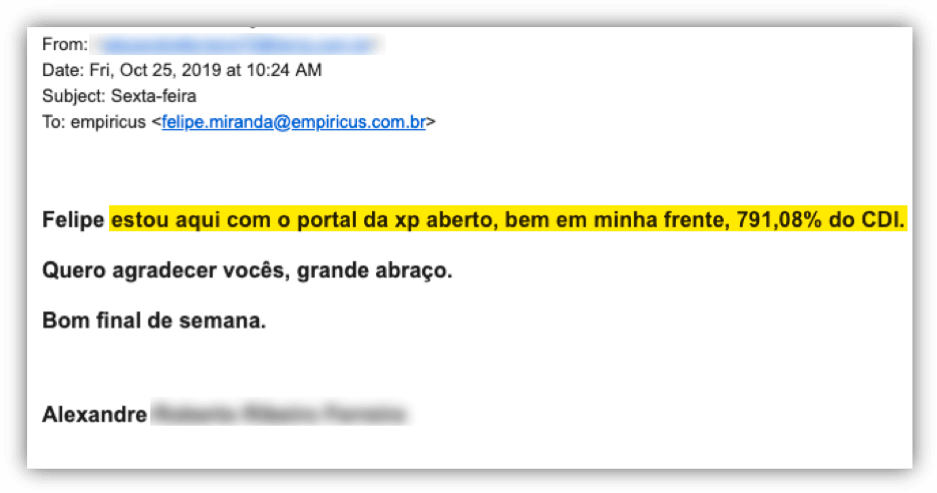 From:
Date: Fri, Oct 25, 2019 at 10:24 AM
Subject: Sexta-feira
To: empiricus <felipe.miranda@empiricus.com.br>
Felipe estou aqui com o portal da xp aberto, bem em minha frente, 791,08% do CDI.
Quero agradecer vocês, grande abraço.
Bom final de semana.
Alexandre